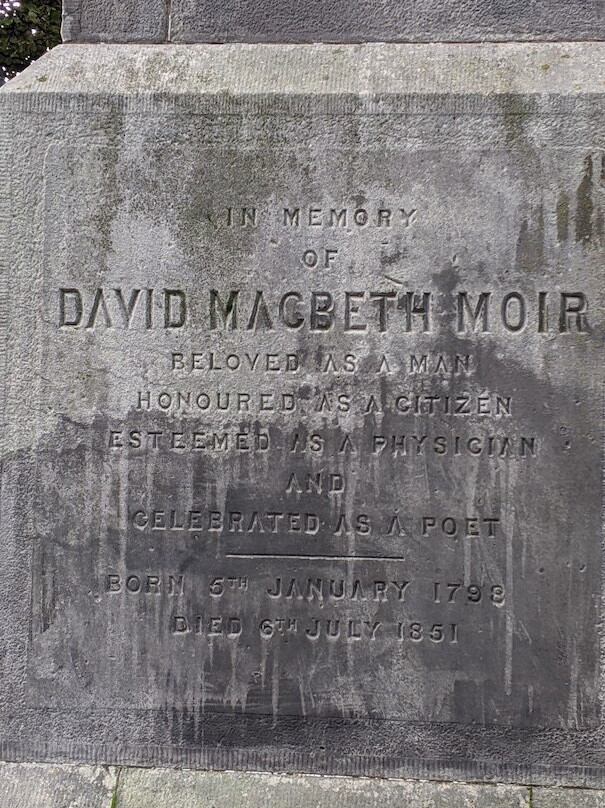 IN MEMORY
OF
DAVID MACBETH MOIR
BELOVED AS A MAN
HONOURED AS A CITIZEN
ESTEEMED AS A PHYSICIAN
AND
CELEBRATED AS A POET
BORN 5TH JANUARY 1798
DIED 6TH JULY 1851